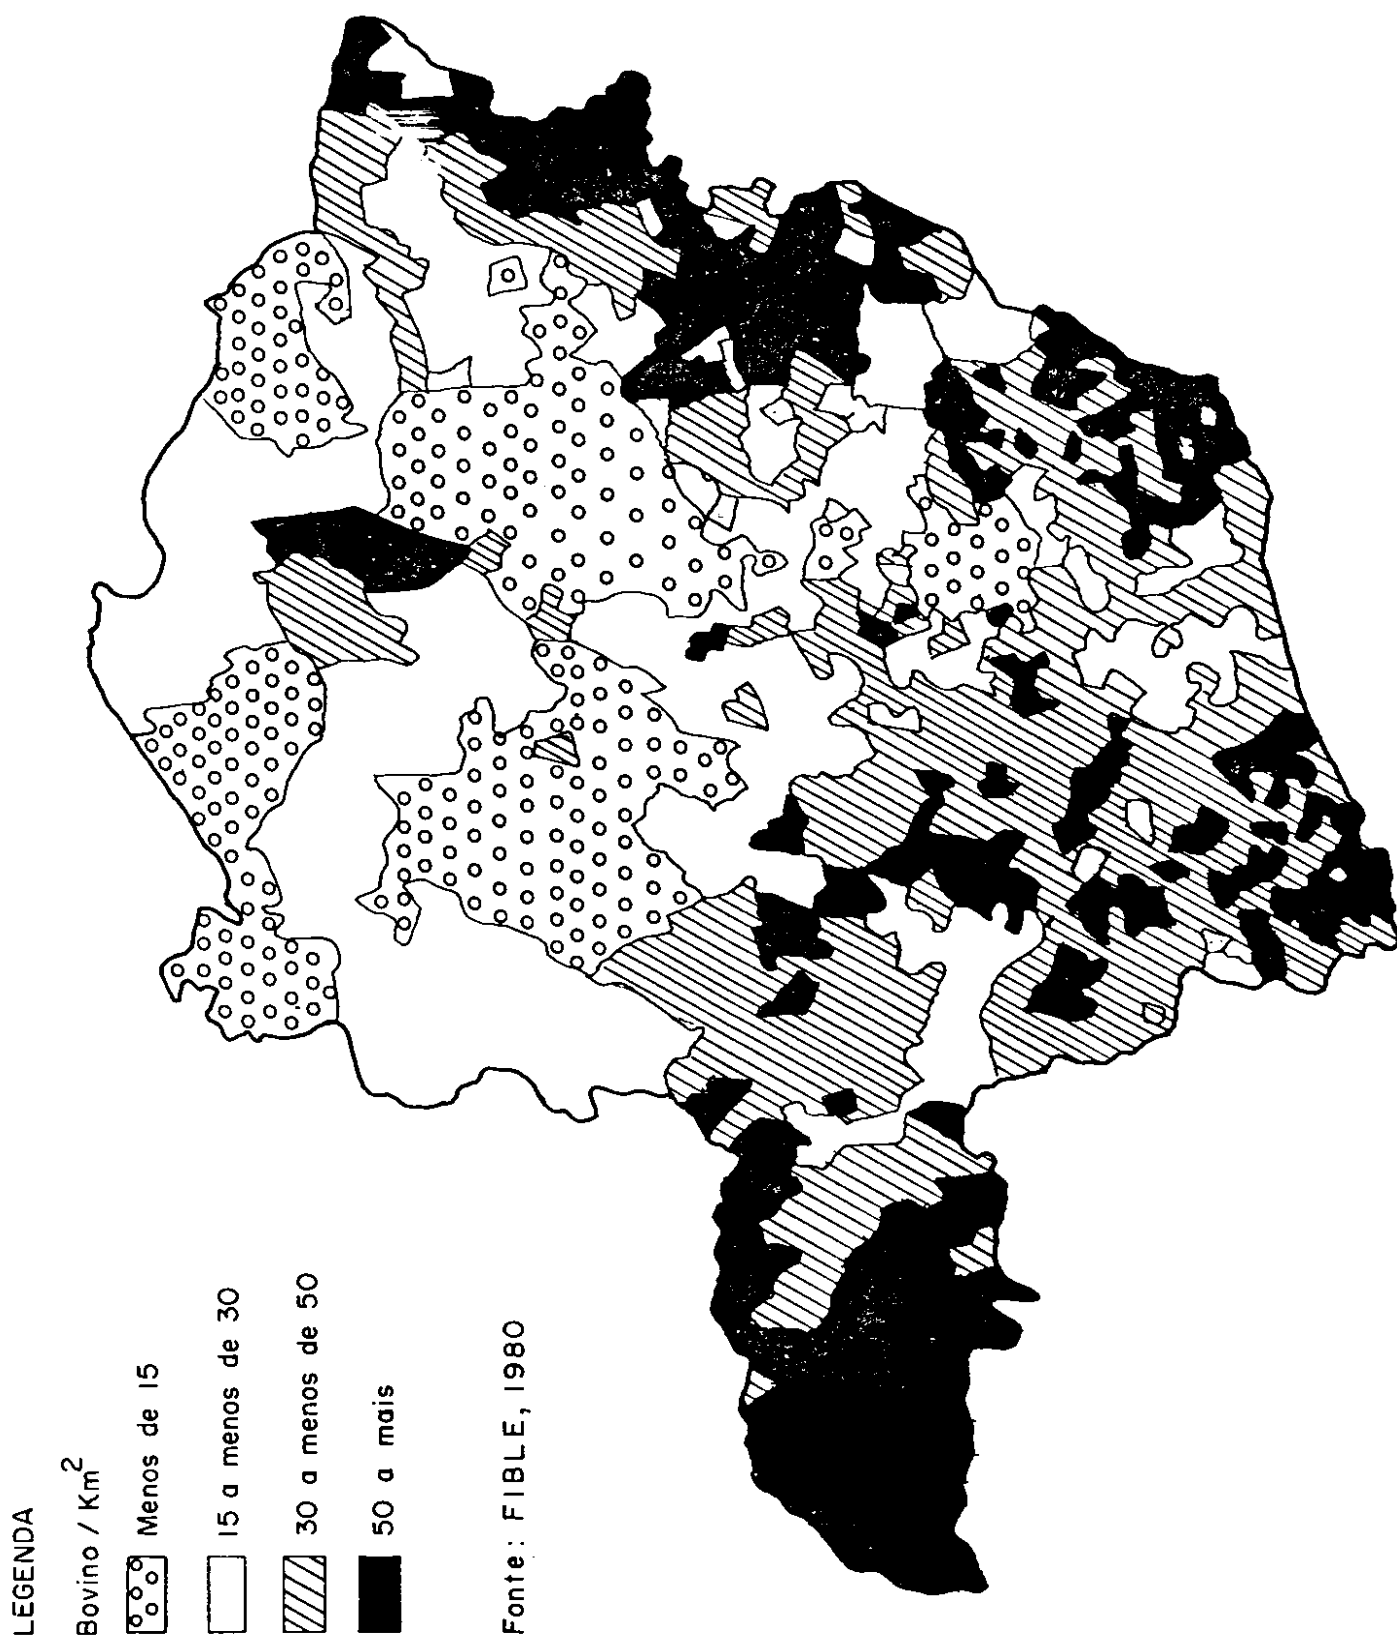 LEGENDA
Bovino / Km²
Menos de 15
15 a menos de 30
30 a menos de 50
50 a mais
Fonte: FIBLE, 1980